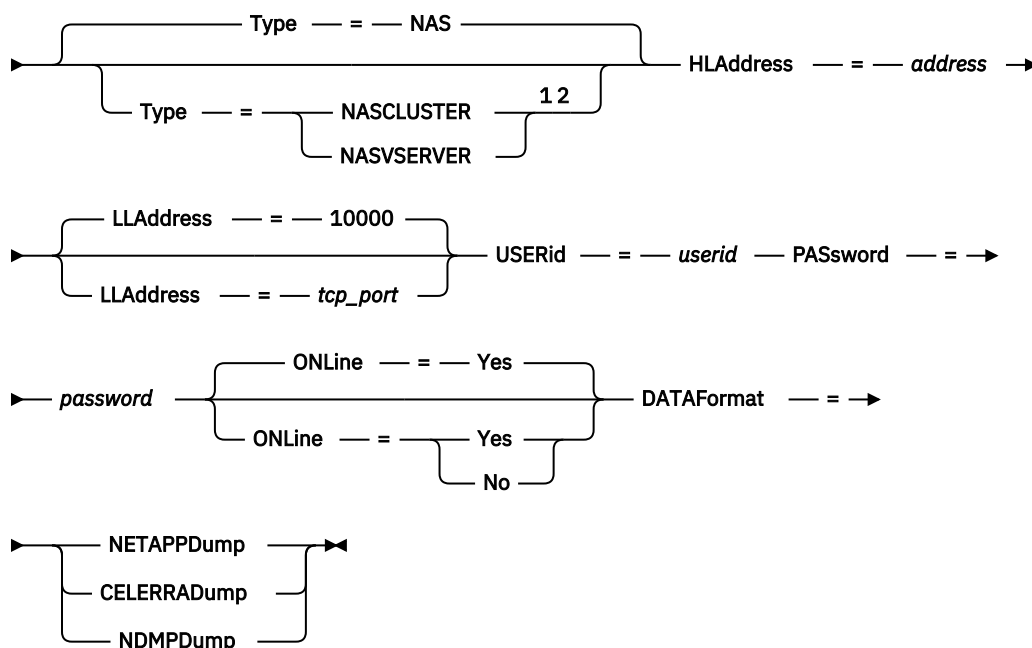 Type = NAS
HLAddress = address
1 2
Type = NASCLUSTER
NASVSERVER
LLAddress = 10000
USERid = userid PASsword =
LLAddress = tcp_port
ONLine = Yes
password DATAFormat =
ONLine = Yes
No
NETAPPDump
CELERRADump
NDMPDump